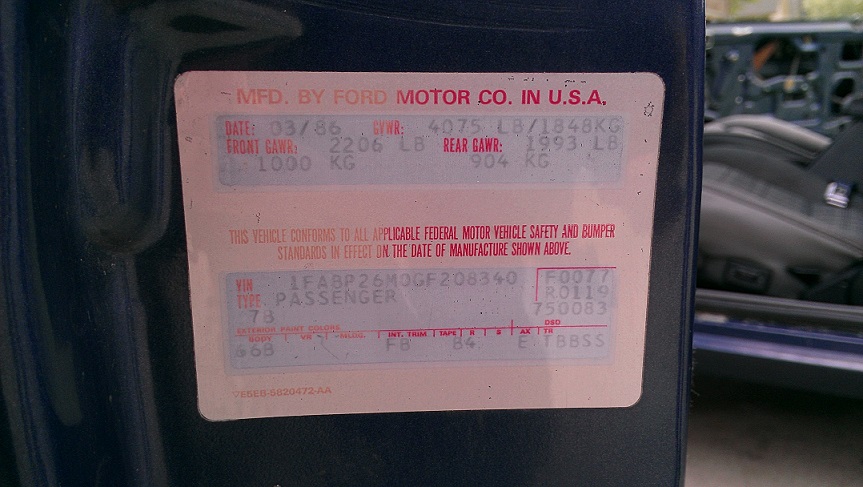 MFD. BY FORD MOTOR CO. IN U.S.A.
DATE: 03/86 GVWR: 4075 LB/1848KG
FRONT GAWR: 2206 LB REAR GAWR: 1993 LB
1000 KG 904 KG
THIS VEHICLE CONFORMS TO ALL APPLICABLE FEDERAL MOTOR VEHICLE SAFETY AND BUMPER
STANDARDS IN EFFECT ON THE DATE OF MANUFACTURE SHOWN ABOVE.
VIN 1FABP26M0GF208340 F0077
TYPE PASSENGER R0119
7B 750083
EXTERIOR PAINT COLORS DSO
BODY VR MLDG. INT. TRIM TAPE R S AX TR
FB 84 E TBBSS
E5EB-5820472-AA